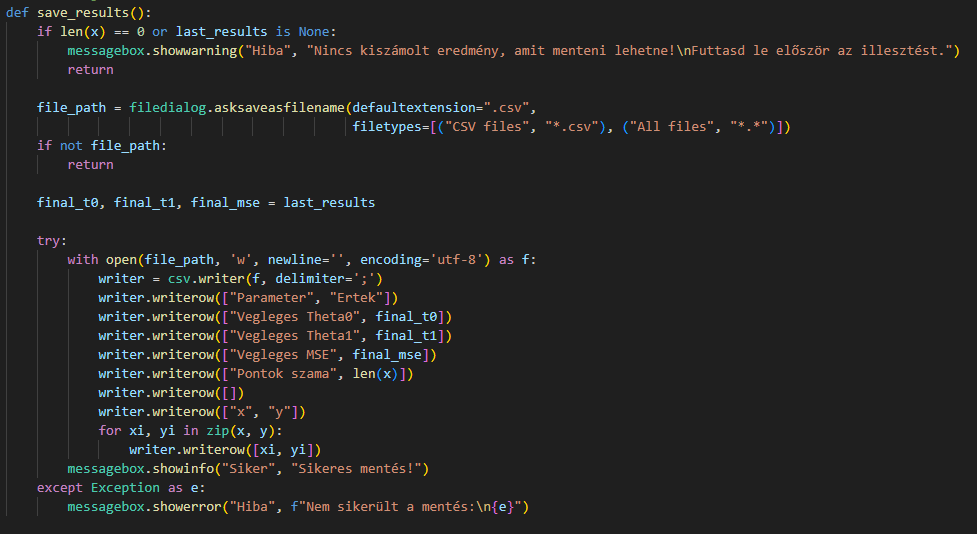 def save_results():
    if len(x) == 0 or last_results is None:
        messagebox.showwarning("Hiba", "Nincs kiszámolt eredmény, amit menteni lehetne!\nFuttasd le először az illesztést.")
        return

    file_path = filedialog.asksaveasfilename(defaultextension=".csv",
                                             filetypes=[("CSV files", "*.csv"), ("All files", "*.*")])
    if not file_path:
        return

    final_t0, final_t1, final_mse = last_results

    try:
        with open(file_path, 'w', newline='', encoding='utf-8') as f:
            writer = csv.writer(f, delimiter=';')
            writer.writerow(["Parameter", "Ertek"])
            writer.writerow(["Vegleges Theta0", final_t0])
            writer.writerow(["Vegleges Theta1", final_t1])
            writer.writerow(["Vegleges MSE", final_mse])
            writer.writerow(["Pontok szama", len(x)])
            writer.writerow([])
            writer.writerow(["x", "y"])
            for xi, yi in zip(x, y):
                writer.writerow([xi, yi])
        messagebox.showinfo("Siker", "Sikeres mentés!")
    except Exception as e:
        messagebox.showerror("Hiba", f"Nem sikerült a mentés:\n{e}")